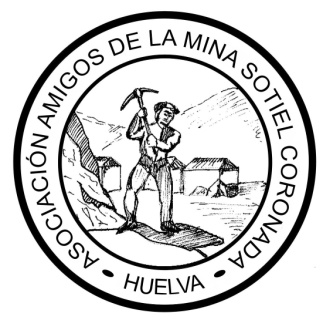 ASOCIACIÓN AMIGOS DE LA MINA SOTIEL CORONADA
• HUELVA •